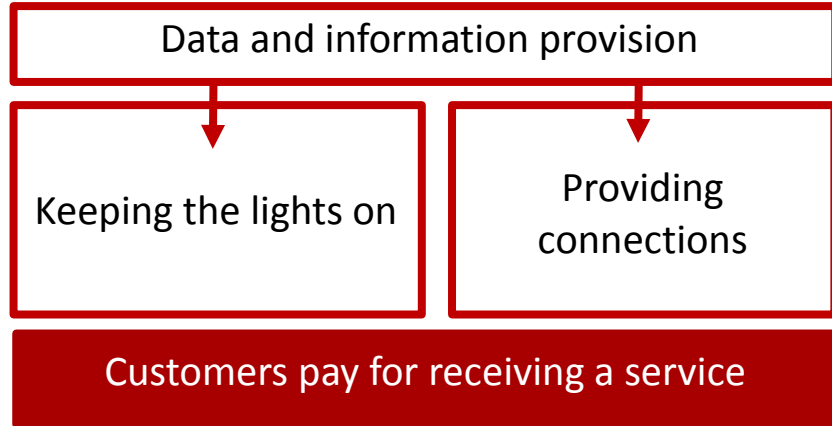 Data and information provision
Keeping the lights on
Providing
connections
Customers pay for receiving a service